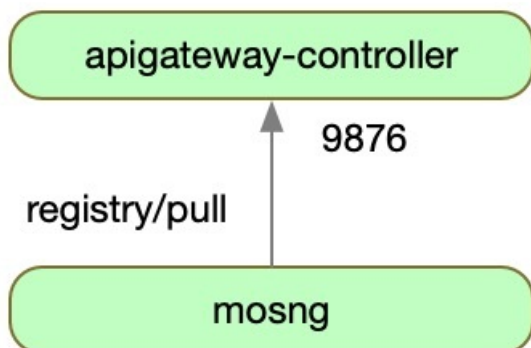 apigateway-controller
9876
registry/pull
mosng